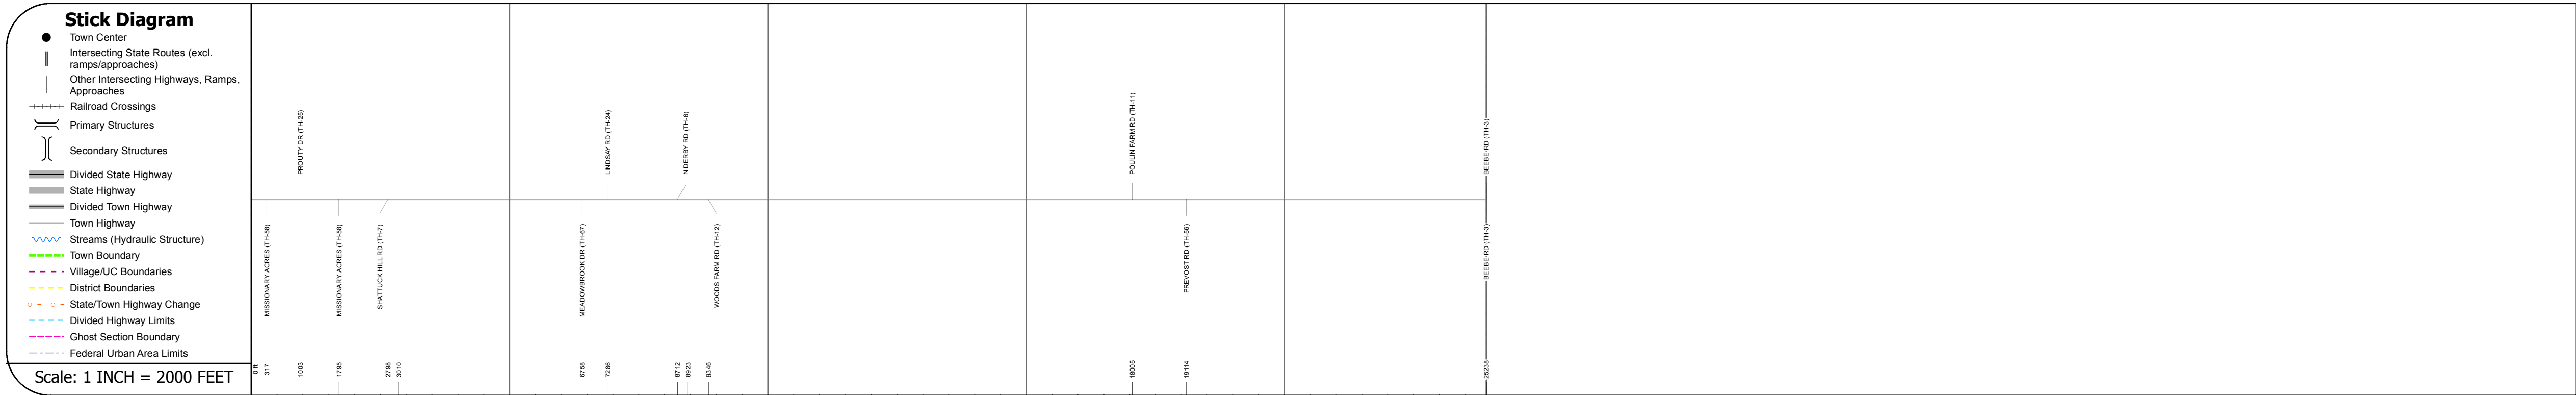 Stick Diagram
Town Center
Intersecting State Routes (excl.
ramps/approaches)
Other Intersecting Highways, Ramps,
Approaches
Railroad Crossings
Primary Structures
Secondary Structures
Divided State Highway
State Highway
Divided Town Highway
Town Highway
Streams (Hydraulic Structure)
Town Boundary
Village/UC Boundaries
District Boundaries
State/Town Highway Change
Divided Highway Limits
Ghost Section Boundary
Federal Urban Area Limits
Scale: 1 INCH = 2000 FEET
PROUTY DR (TH-25)
LINDSAY RD (TH-24)
N DERBY RD (TH-6)
POULIN FARM RD (TH-11)
BEEBE RD (TH-3)
MISSIONARY ACRES (TH-58)
MISSIONARY ACRES (TH-58)
SHATTUCK HILL RD (TH-7)
MEADOWBROOK DR (TH-67)
WOODS FARM RD (TH-12)
PREVOST RD (TH-56)
BEEBE RD (TH-3)
0 ft
317
1003
1795
2798
3010
6758
7286
8712
8923
9346
18005
19114
25238